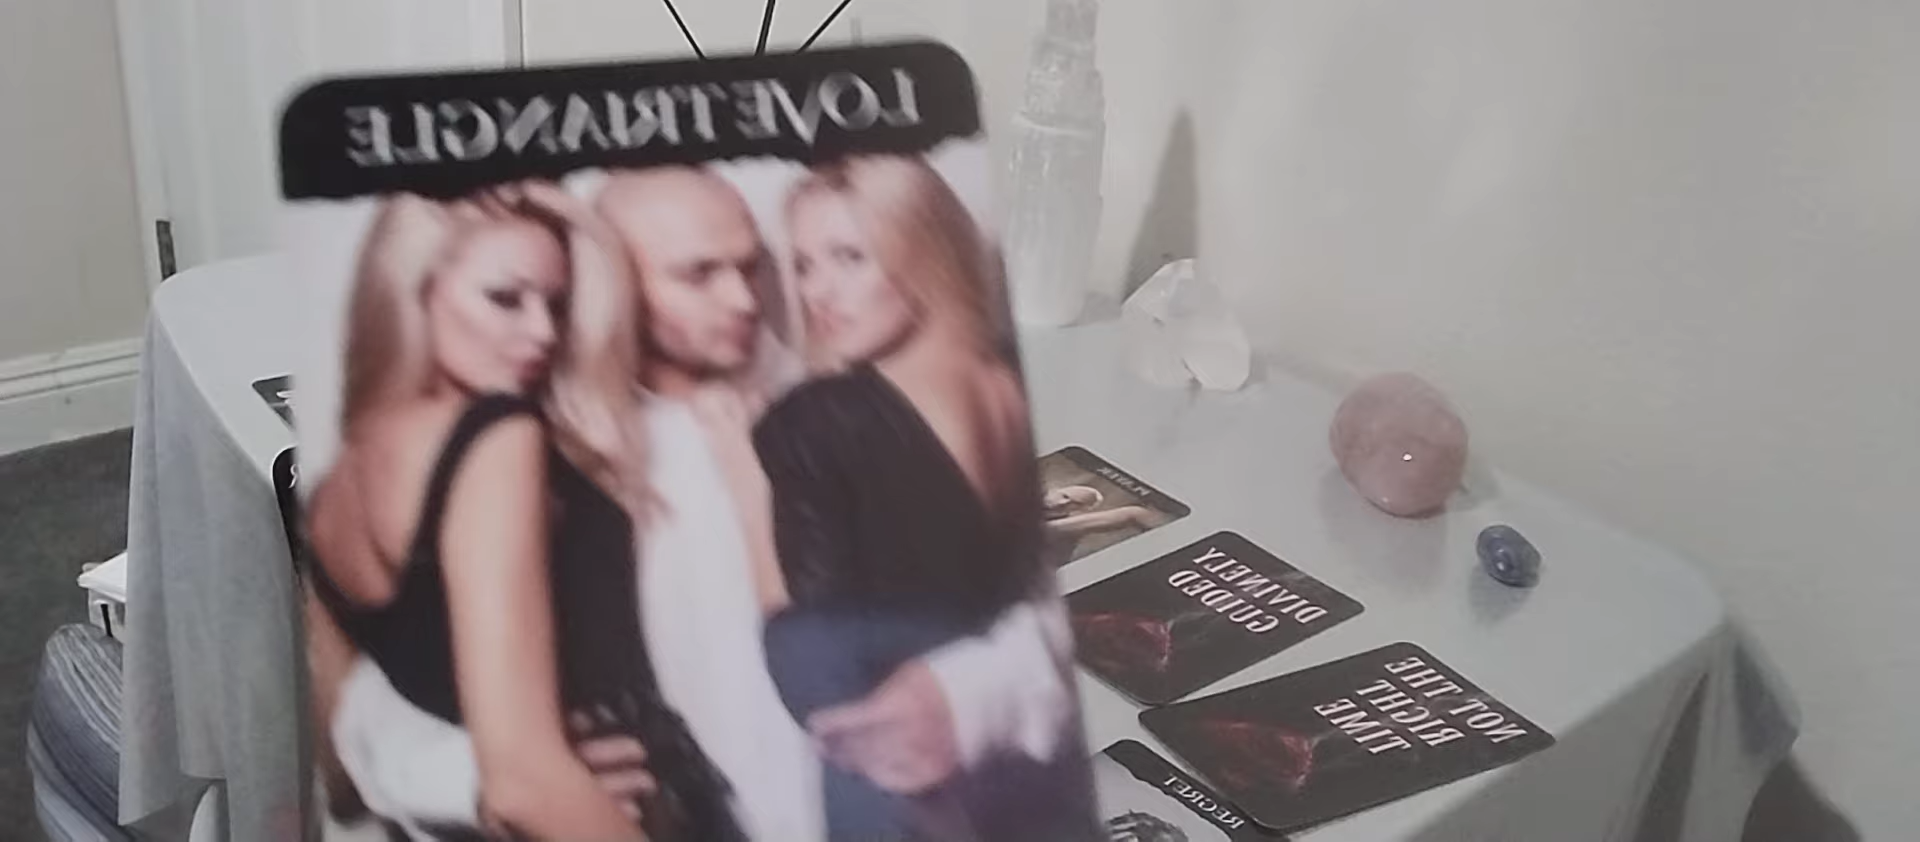 LOVE TRIANGLE
DIVINELY
GUIDED
NOT THE
RIGHT
TIME
REGRET